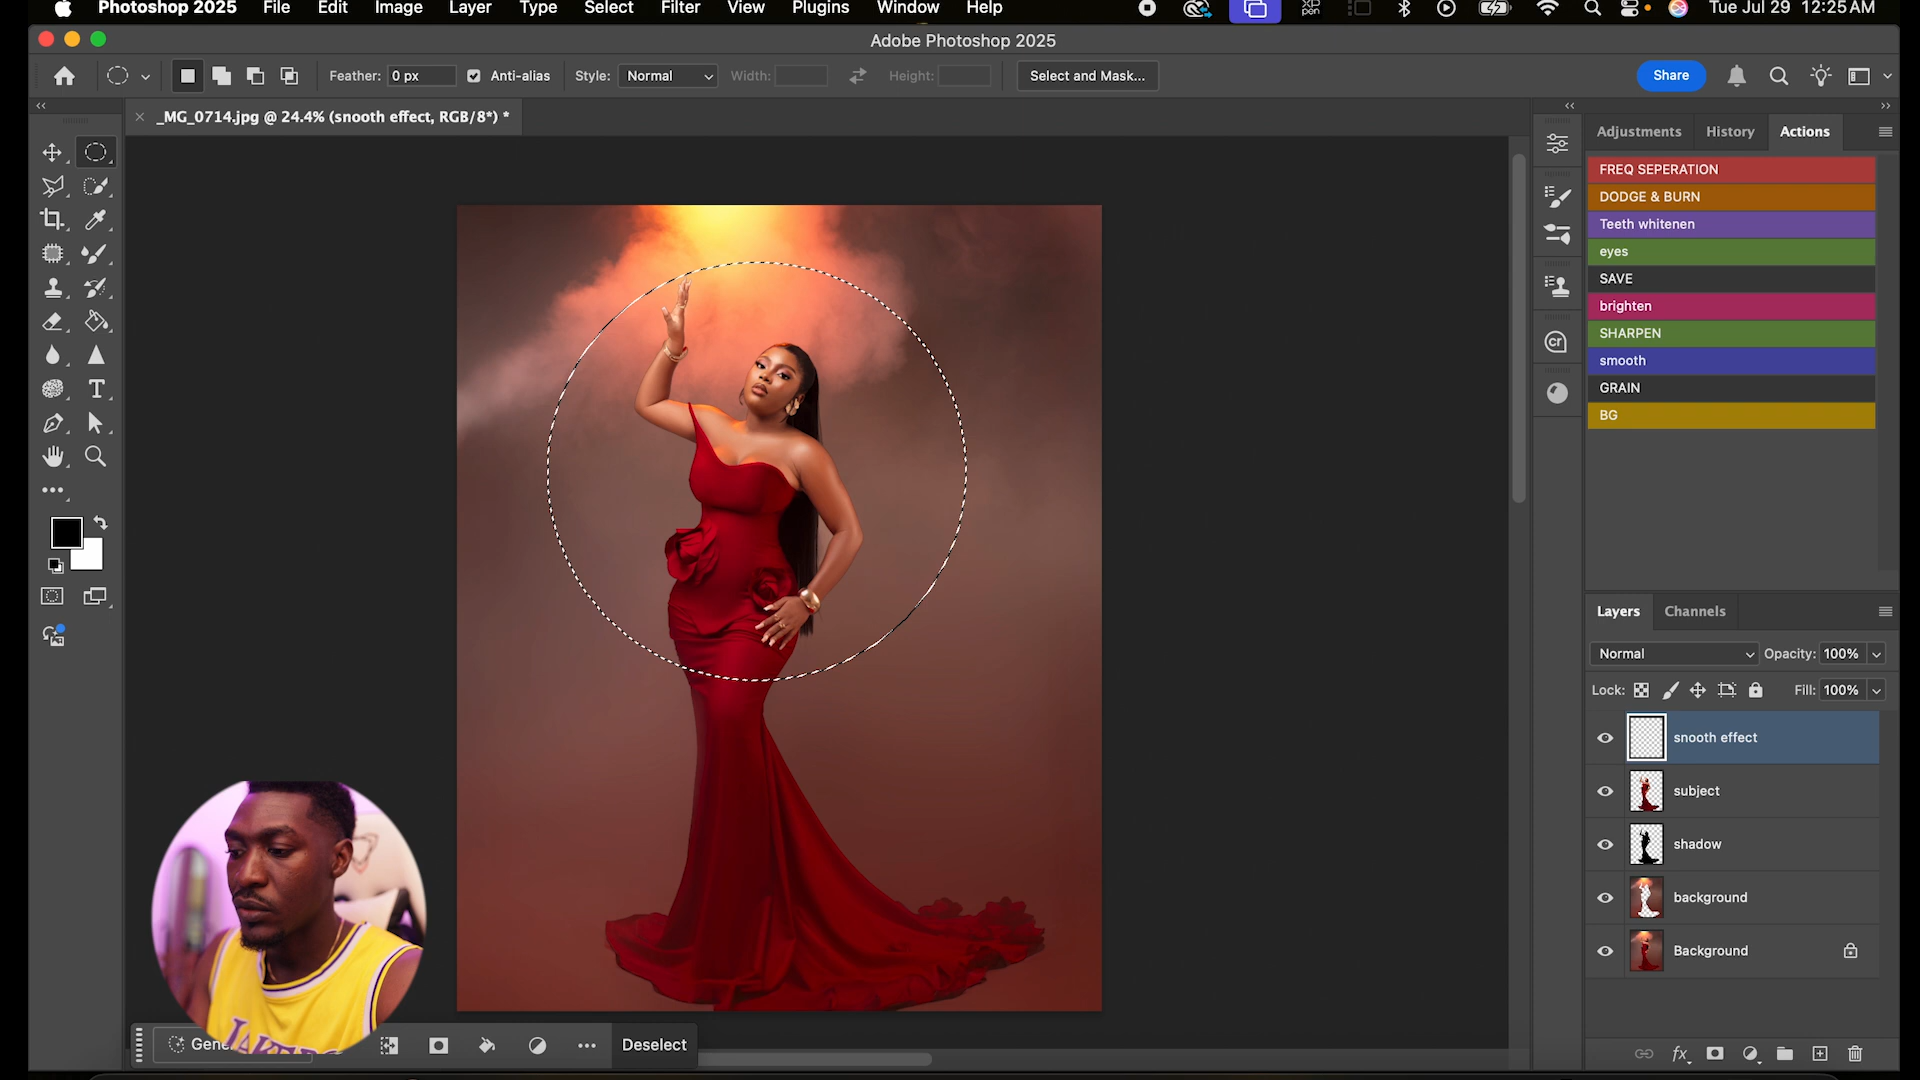 Photoshop 2025 File Edit Image Layer Type Select Filter View Plugins Window Help Tue Jul 29 12:25 AM
Adobe Photoshop 2025
Feather: 0 px Anti-alias Style: Normal Width: Height: Select and Mask... Share
_MG_0714.jpg @ 24.4% (snooth effect, RGB/8*) *
Adjustments History Actions
FREQ SEPERATION
DODGE & BURN
Teeth whitenen
eyes
SAVE
brighten
SHARPEN
smooth
GRAIN
BG
Layers Channels
Normal Opacity: 100%
Lock: Fill: 100%
snooth effect
subject
shadow
background
Background
Gene
Deselect